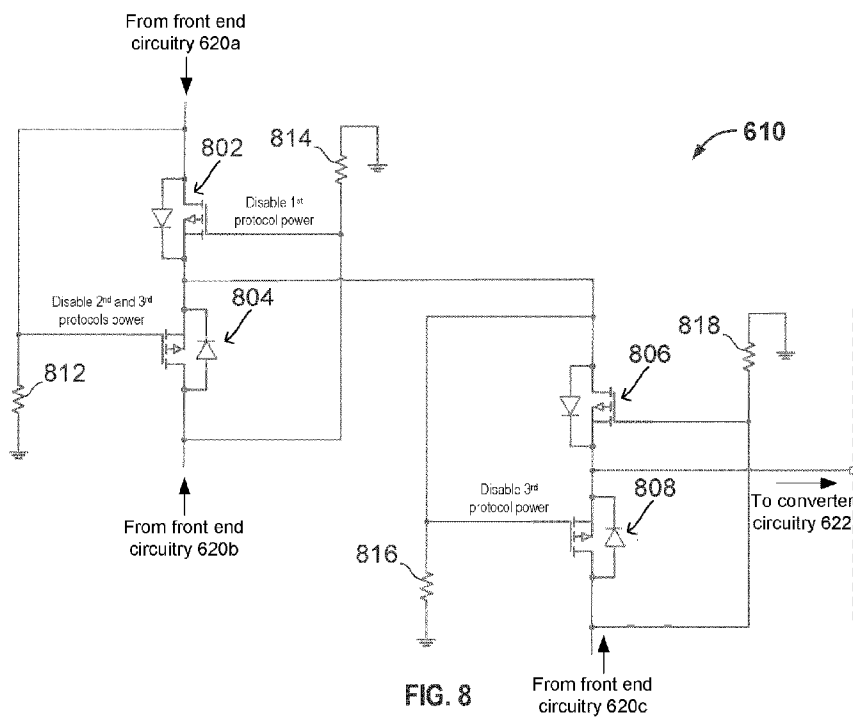 From front end
circuitry 620a
814
610
802
Disable 1st
protocol power
Disable 2nd and 3rd
protocols power
804
812
818
806
Disable 3rd
protocol power
808
To converter
circuitry 622
From front end
circuitry 620b
816
FIG. 8
From front end
circuitry 620c